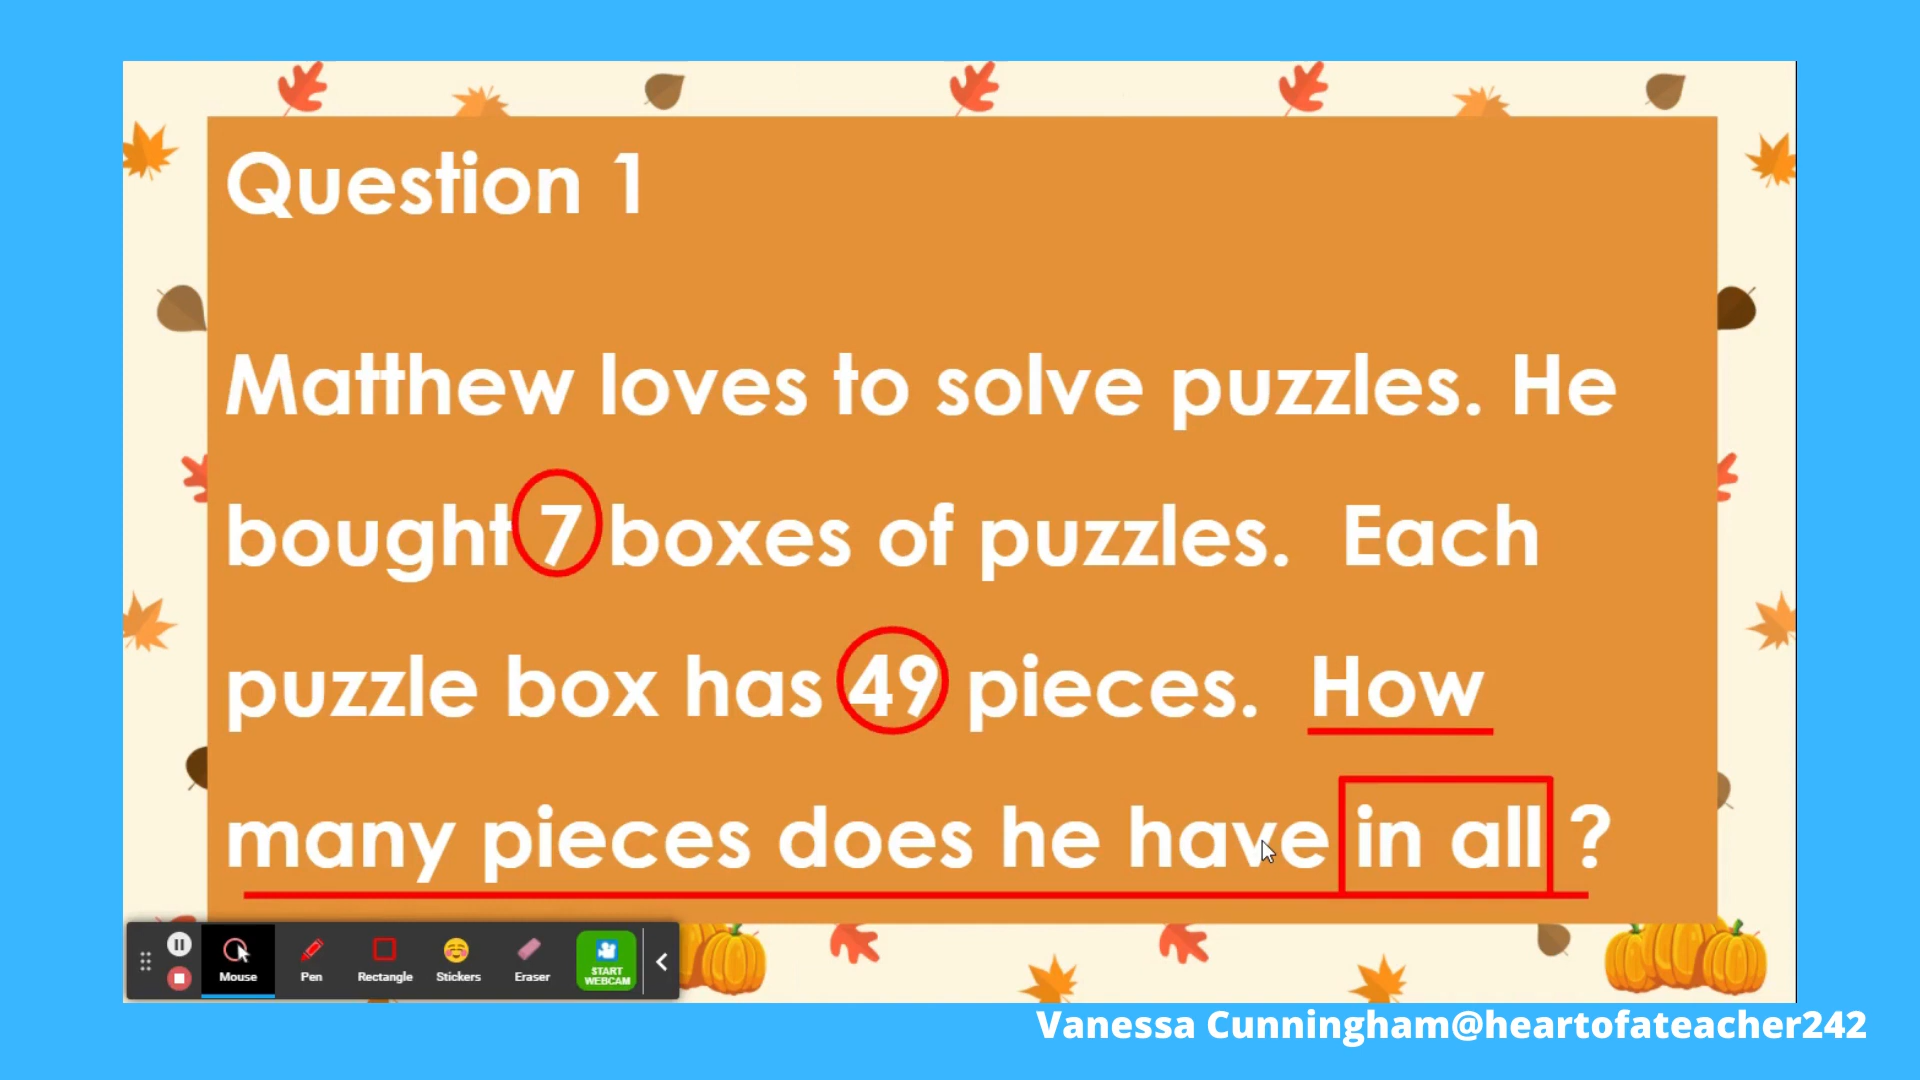 Question 1
Matthew loves to solve puzzles. He
bought 7 boxes of puzzles. Each
puzzle box has 49 pieces. How
many pieces does he have in all ?
Mouse Pen Rectangle Stickers Eraser START WEBCAM
Vanessa Cunningham@heartofateacher242